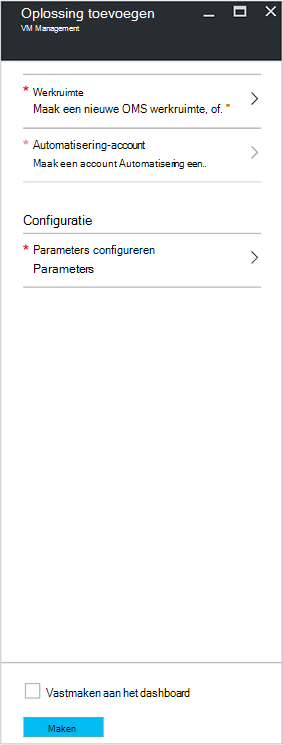 Oplossing toevoegen
VM Management
* Werkruimte
Maak een nieuwe OMS werkruimte, of. "
* Automatisering-account
Maak een account Automatisering een..
Configuratie
* Parameters configureren
Parameters
Vastmaken aan het dashboard
Maken